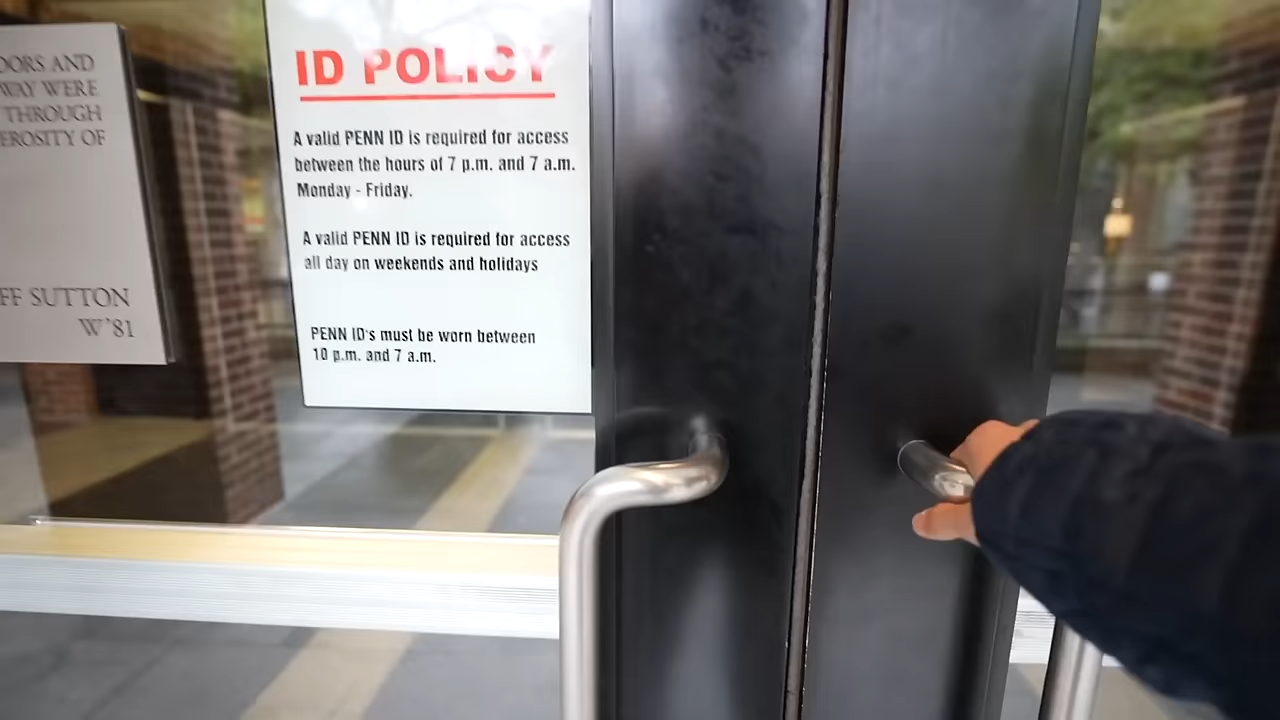 OORS AND
WAY WERE
THROUGH
EROSITY OF
FF SUTTON
W'81
ID POLICY
A valid PENN ID is required for access
between the hours of 7 p.m. and 7 a.m.
Monday - Friday.
A valid PENN ID is required for access
all day on weekends and holidays
PENN ID's must be worn between
10 p.m. and 7 a.m.